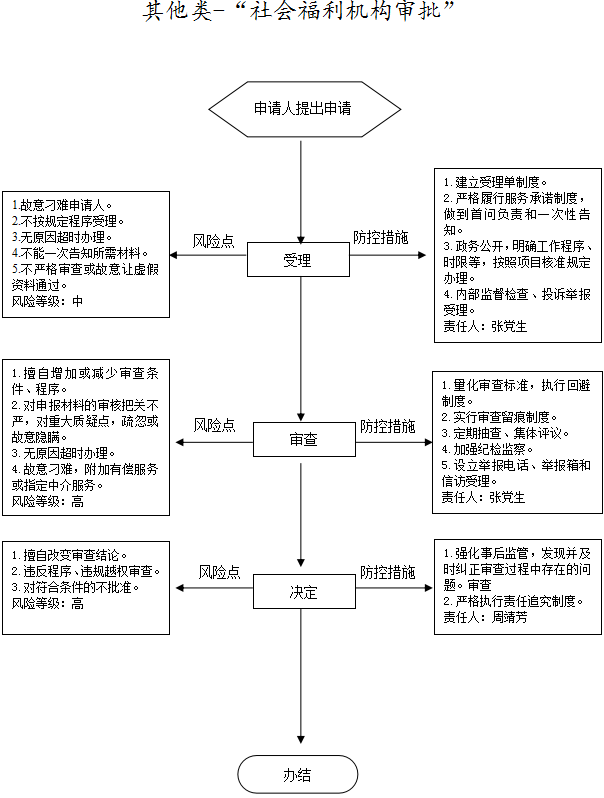 其他类-“社会福利机构审批”
申请人提出申请
1.故意刁难申请人。
2.不按规定程序受理。
3.无原因超时办理。
4.不能一次告知所需材料。
5.不严格审查或故意让虚假
资料通过。
风险等级：中
风险点
受理
防控措施
1.建立受理单制度。
2.严格履行服务承诺制度，
做到首问负责和一次性告
知。
3.政务公开，明确工作程序、
时限等，按照项目核准规定
办理。
4.内部监督检查、投诉举报
受理。
责任人：张党生
1.擅自增加或减少审查条
件、程序。
2.对申报材料的审核把关不
严，对重大质疑点，疏忽或
故意隐瞒。
3.无原因超时办理。
4.故意刁难，附加有偿服务
或指定中介服务。
风险等级：高
风险点
审查
防控措施
1.量化审查标准，执行回避
制度。
2.实行审查留痕制度。
3.定期抽查、集体评议。
4.加强纪检监察。
5.设立举报电话、举报箱和
信访受理。
责任人：张党生
1.擅自改变审查结论。
2.违反程序、违规越权审查。
3.对符合条件的不批准。
风险等级：高
风险点
决定
防控措施
1.强化事后监管，发现并及
时纠正审查过程中存在的问
题。审查
2.严格执行责任追究制度。
责任人：周靖芳
办结